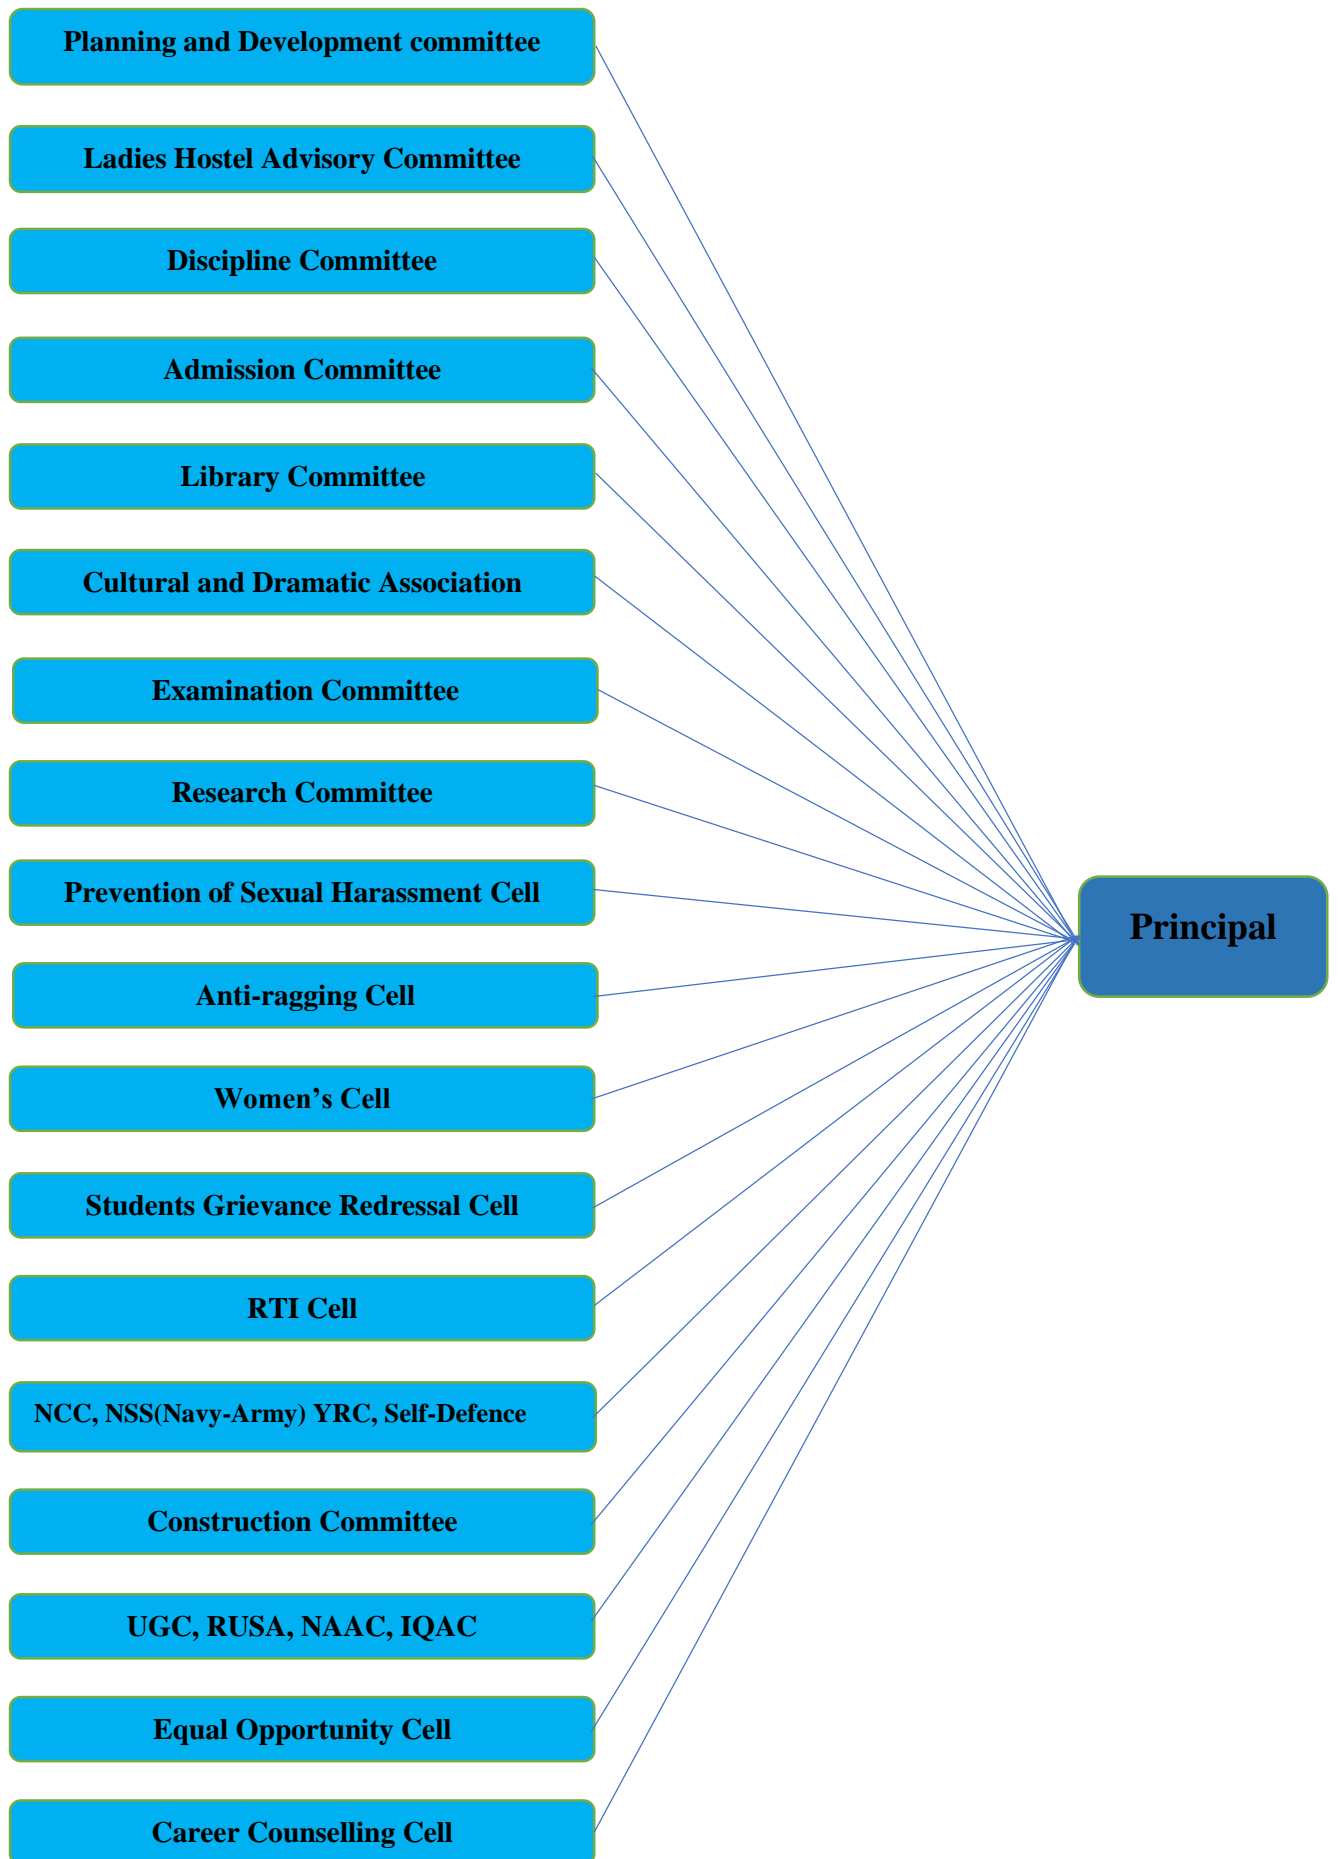 Planning and Development committee
Ladies Hostel Advisory Committee
Discipline Committee
Admission Committee
Library Committee
Cultural and Dramatic Association
Examination Committee
Research Committee
Prevention of Sexual Harassment Cell
Principal
Anti-ragging Cell
Women’s Cell
Students Grievance Redressal Cell
RTI Cell
NCC, NSS(Navy-Army) YRC, Self-Defence
Construction Committee
UGC, RUSA, NAAC, IQAC
Equal Opportunity Cell
Career Counselling Cell